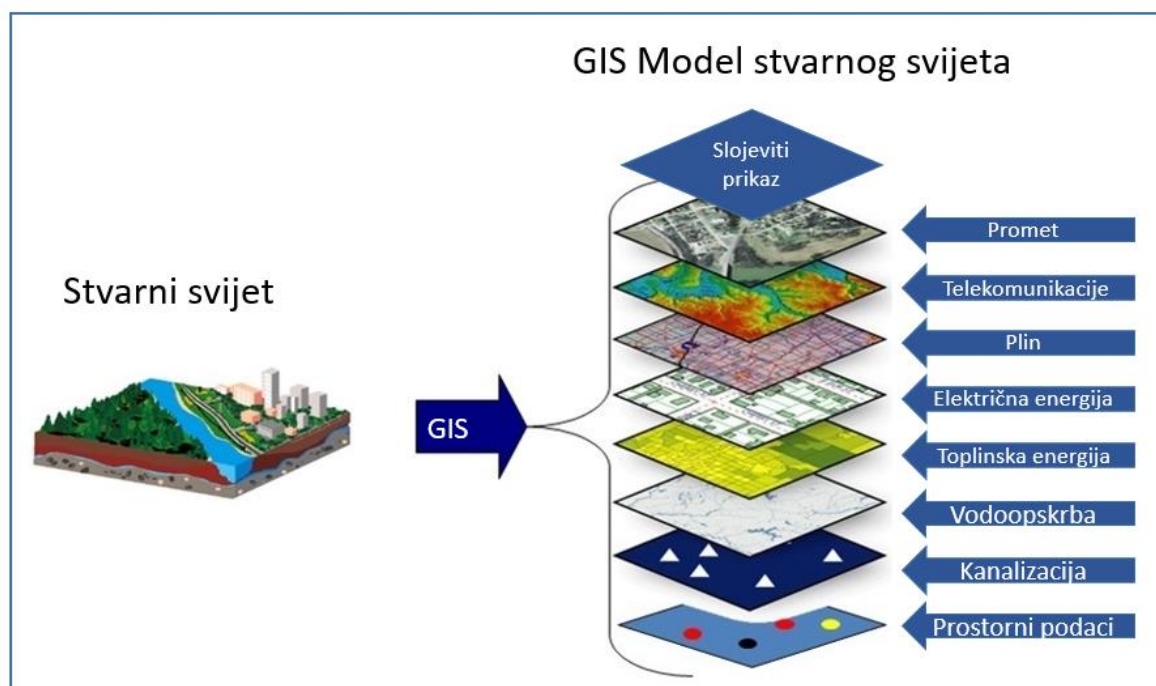 GIS Model stvarnog svijeta
Slojeviti
prikaz
Promet
Stvarni svijet
Telekomunikacije
Plin
GIS
Električna energija
Toplinska energija
Vodoopskrba
Kanalizacija
Prostorni podaci